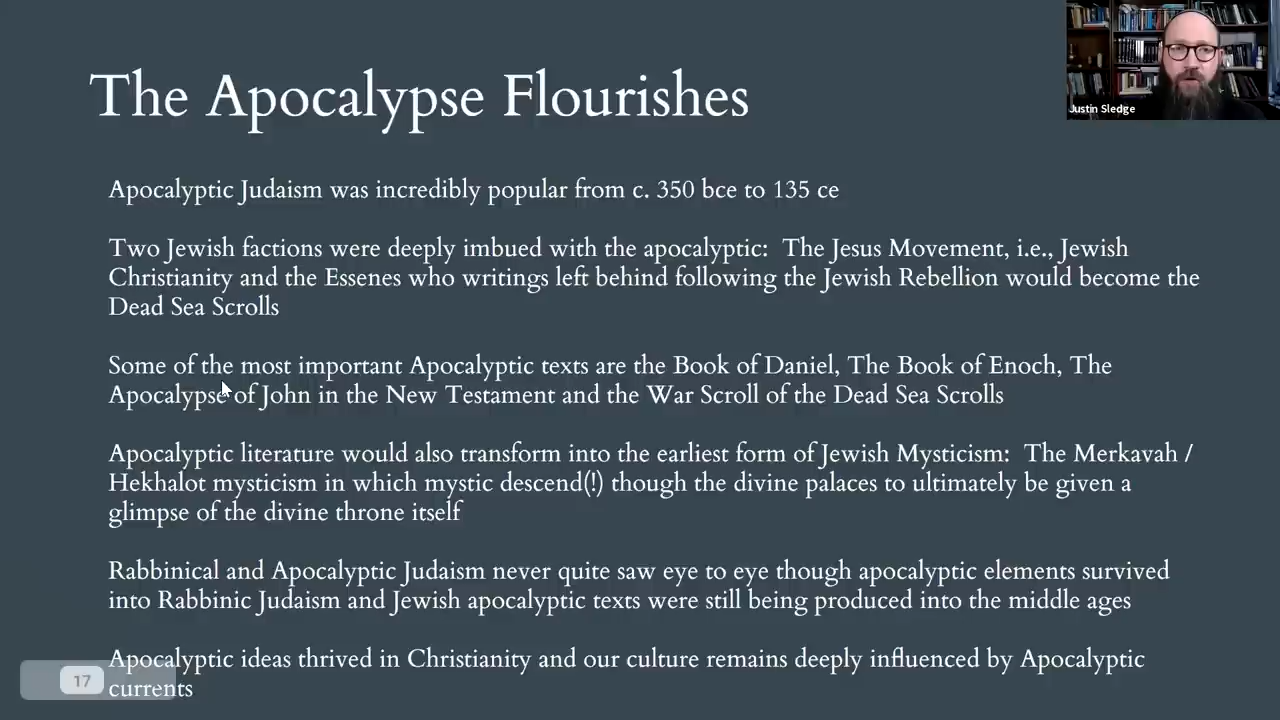 The Apocalypse Flourishes
Justin Sledge
Apocalyptic Judaism was incredibly popular from c. 350 bce to 135 ce
Two Jewish factions were deeply imbued with the apocalyptic:  The Jesus Movement, i.e., Jewish
Christianity and the Essenes who writings left behind following the Jewish Rebellion would become the
Dead Sea Scrolls
Some of the most important Apocalyptic texts are the Book of Daniel, The Book of Enoch, The
Apocalypse of John in the New Testament and the War Scroll of the Dead Sea Scrolls
Apocalyptic literature would also transform into the earliest form of Jewish Mysticism:  The Merkavah /
Hekhalot mysticism in which mystic descend(!) though the divine palaces to ultimately be given a
glimpse of the divine throne itself
Rabbinical and Apocalyptic Judaism never quite saw eye to eye though apocalyptic elements survived
into Rabbinic Judaism and Jewish apocalyptic texts were still being produced into the middle ages
Apocalyptic ideas thrived in Christianity and our culture remains deeply influenced by Apocalyptic
currents
17